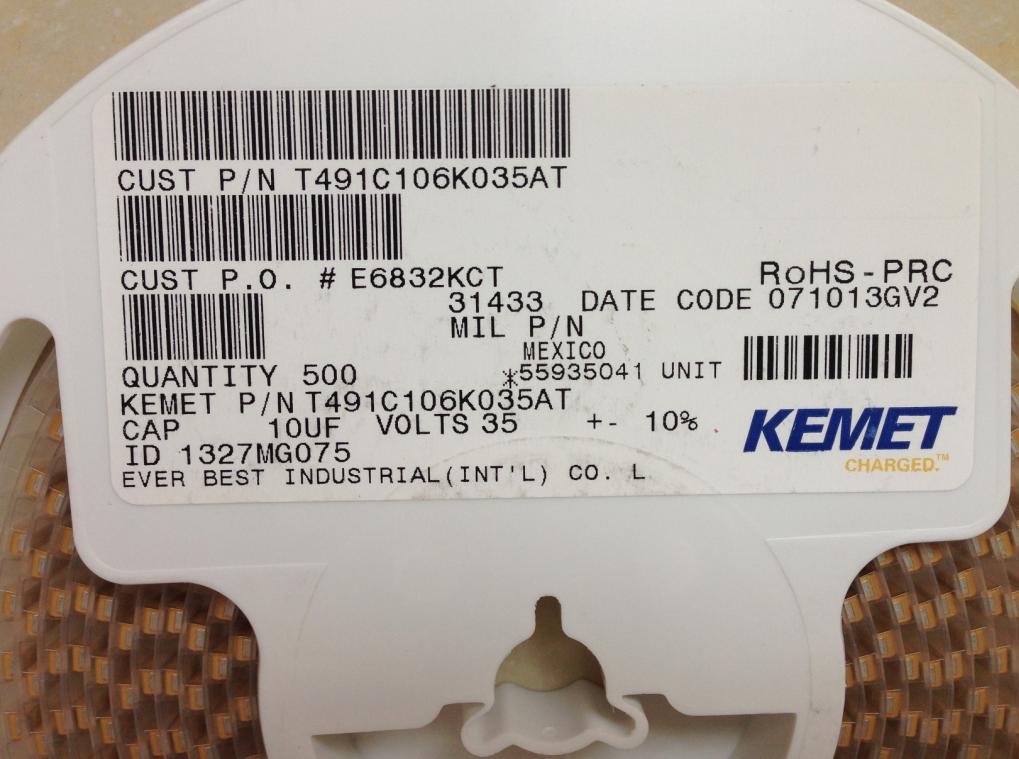 CUST P/N T491C106K035AT
CUST P.O. # E6832KCT
RoHS-PRC
31433 DATE CODE 071013GV2
MIL P/N
MEXICO
QUANTITY 500
*55935041 UNIT
KEMET P/N T491C106K035AT
CAP 10UF VOLTS 35 +- 10%
ID 1327MG075
EVER BEST INDUSTRIAL(INT'L) CO. L
KEMET
CHARGED.™